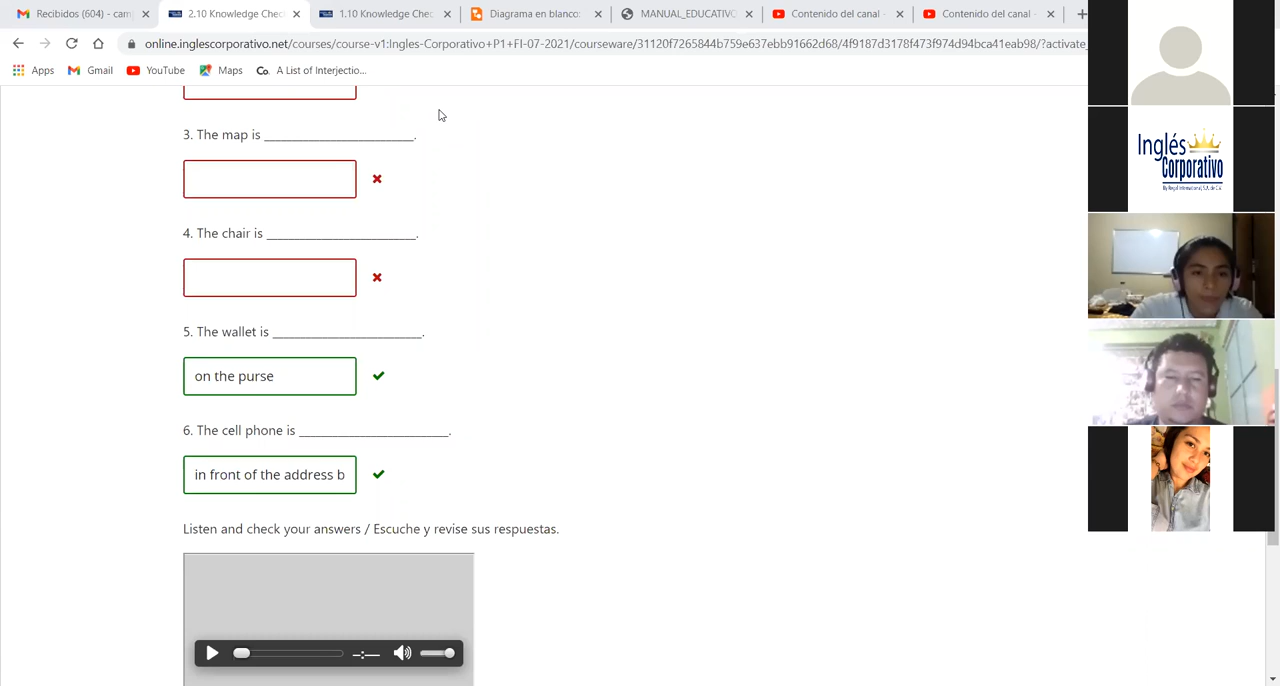 Recibidos (604) - cam
2.10 Knowledge Chec
1.10 Knowledge Chec
Diagrama en blanco:
MANUAL_EDUCATIVO
Contenido del canal -
Contenido del canal -
online.inglescorporativo.net/courses/course-v1:Ingles-Corporativo+P1+FI-07-2021/courseware/31120f7265844b759e637ebb91662d68/4f9187d3178f473f974d94bca41eab98/?activate_
Apps Gmail YouTube Maps Co. A List of Interjectio...
3. The map is ______________________.
4. The chair is ______________________.
5. The wallet is ______________________.
on the purse
6. The cell phone is ______________________.
in front of the address b
Listen and check your answers / Escuche y revise sus respuestas.
-:--
Inglés
Corporativo